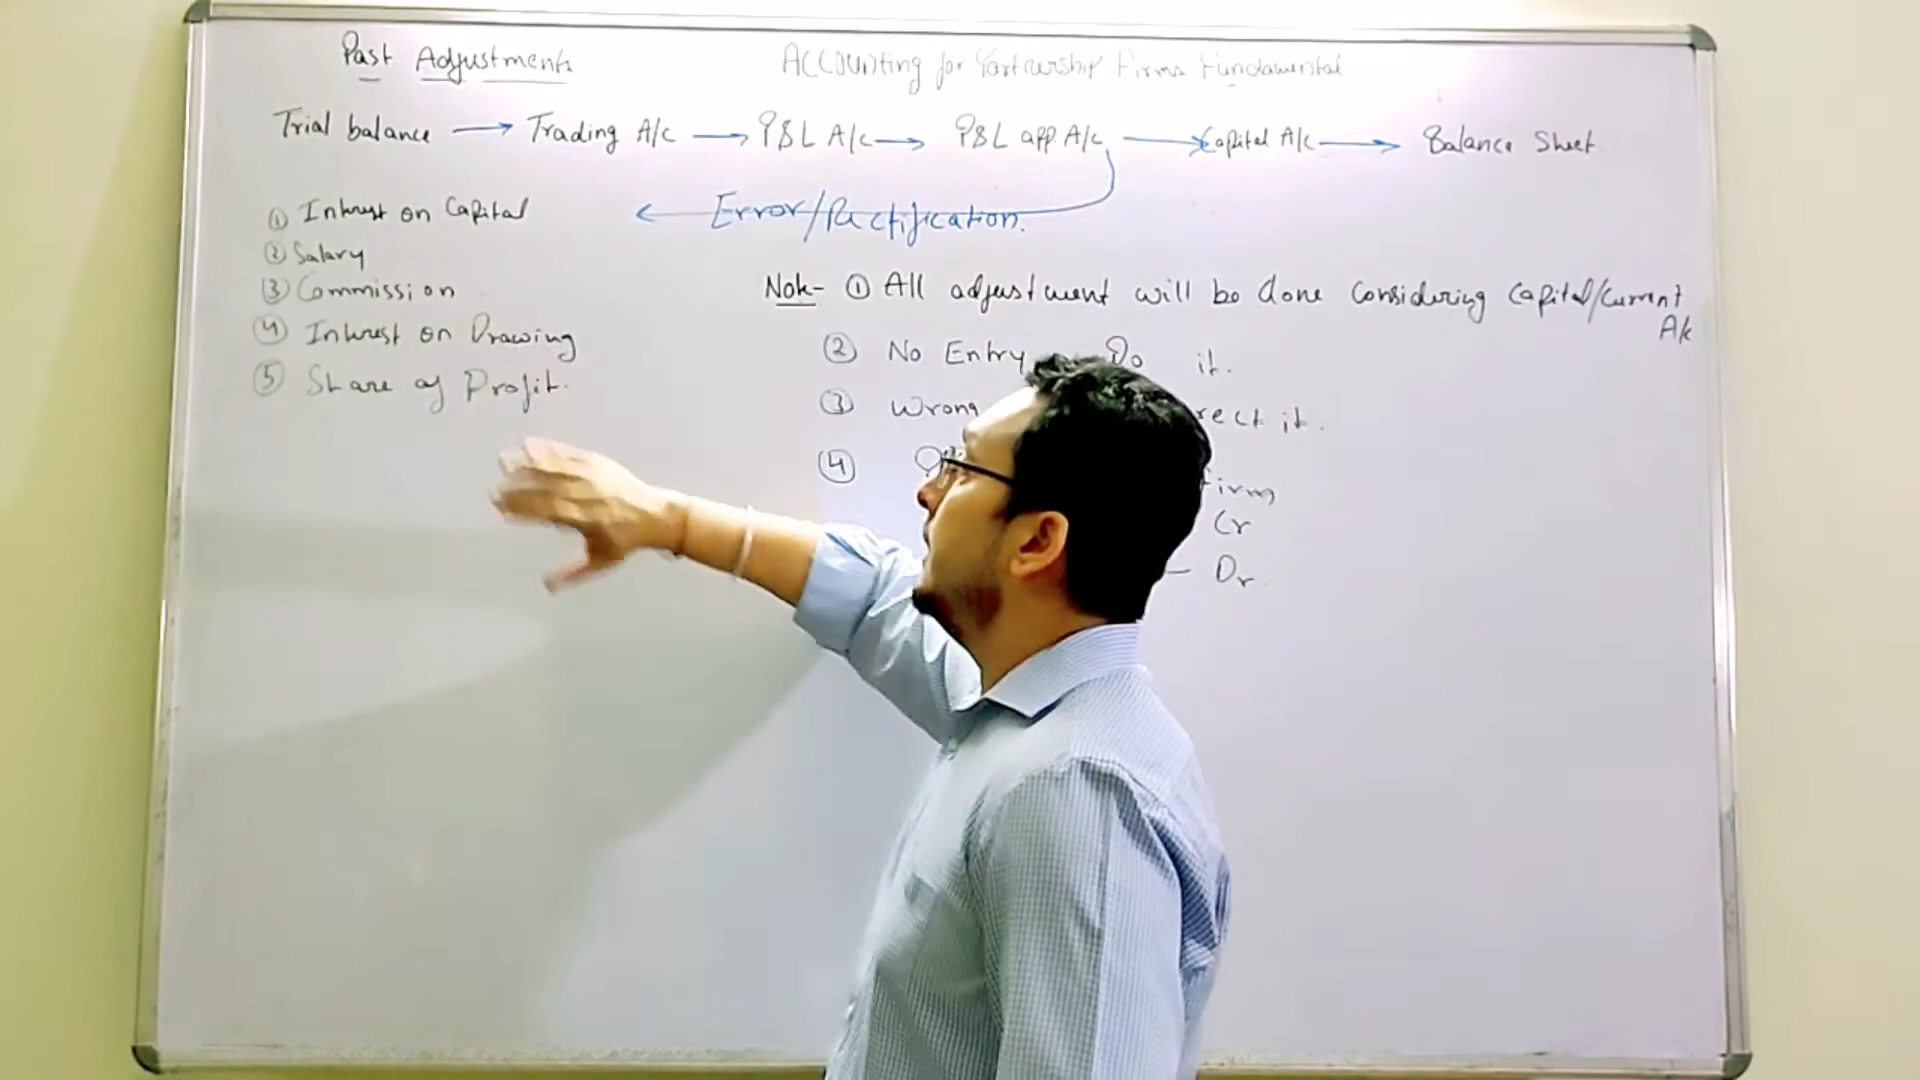 Past Adjustments
Accounting for Partnership Firms Fundamental
Trial balance → Trading A/c → P&L A/c → P&L app. A/c → Capital A/c → Balance Sheet
← Error/Rectification.
① Interest on Capital
② Salary
③ Commission
④ Interest on Drawing
⑤ Share of Profit.
Note- ① All adjustment will be done Considering Capital/Current A/c
② No Entry Do it.
③ Wrong rect it.
④ firm
Cr
— Dr.